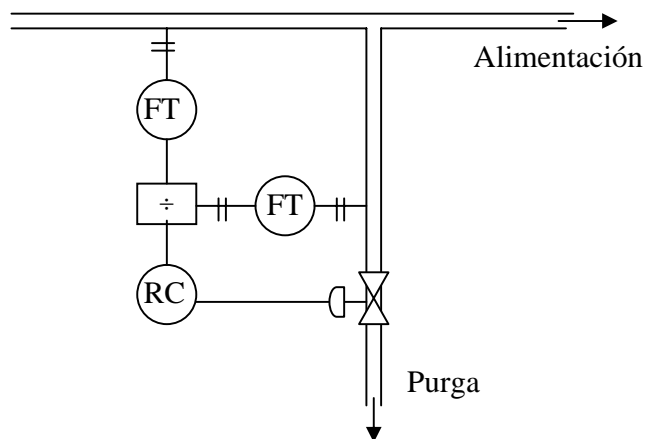 Alimentación
FT
÷
FT
RC
Purga